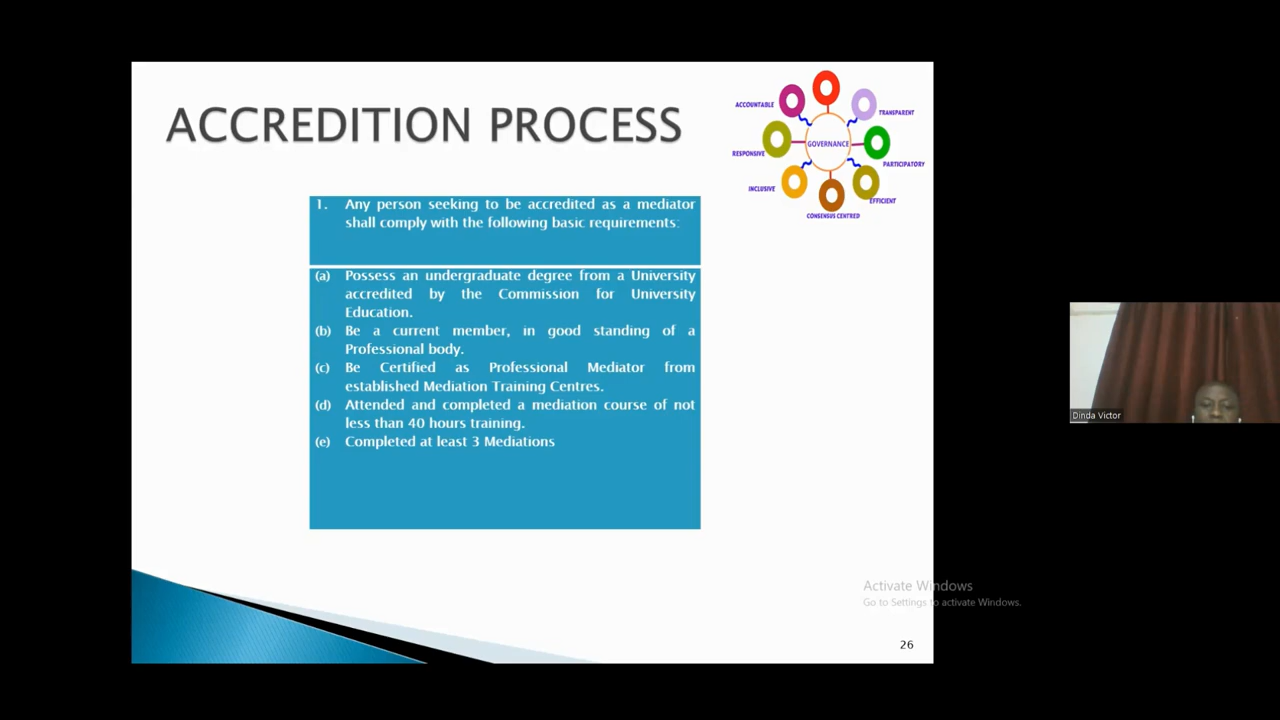 ACCREDITION PROCESS
ACCOUNTABLE
TRANSPARENT
RESPONSIVE
GOVERNANCE
PARTICIPATORY
INCLUSIVE
EFFICIENT
CONSENSUS CENTRED
1. Any person seeking to be accredited as a mediator
shall comply with the following basic requirements:
(a) Possess an undergraduate degree from a University
accredited by the Commission for University
Education.
(b) Be a current member, in good standing of a
Professional body.
(c) Be Certified as Professional Mediator from
established Mediation Training Centres.
(d) Attended and completed a mediation course of not
less than 40 hours training.
(e) Completed at least 3 Mediations
Dinda Victor
Activate Windows
Go to Settings to activate Windows.
26